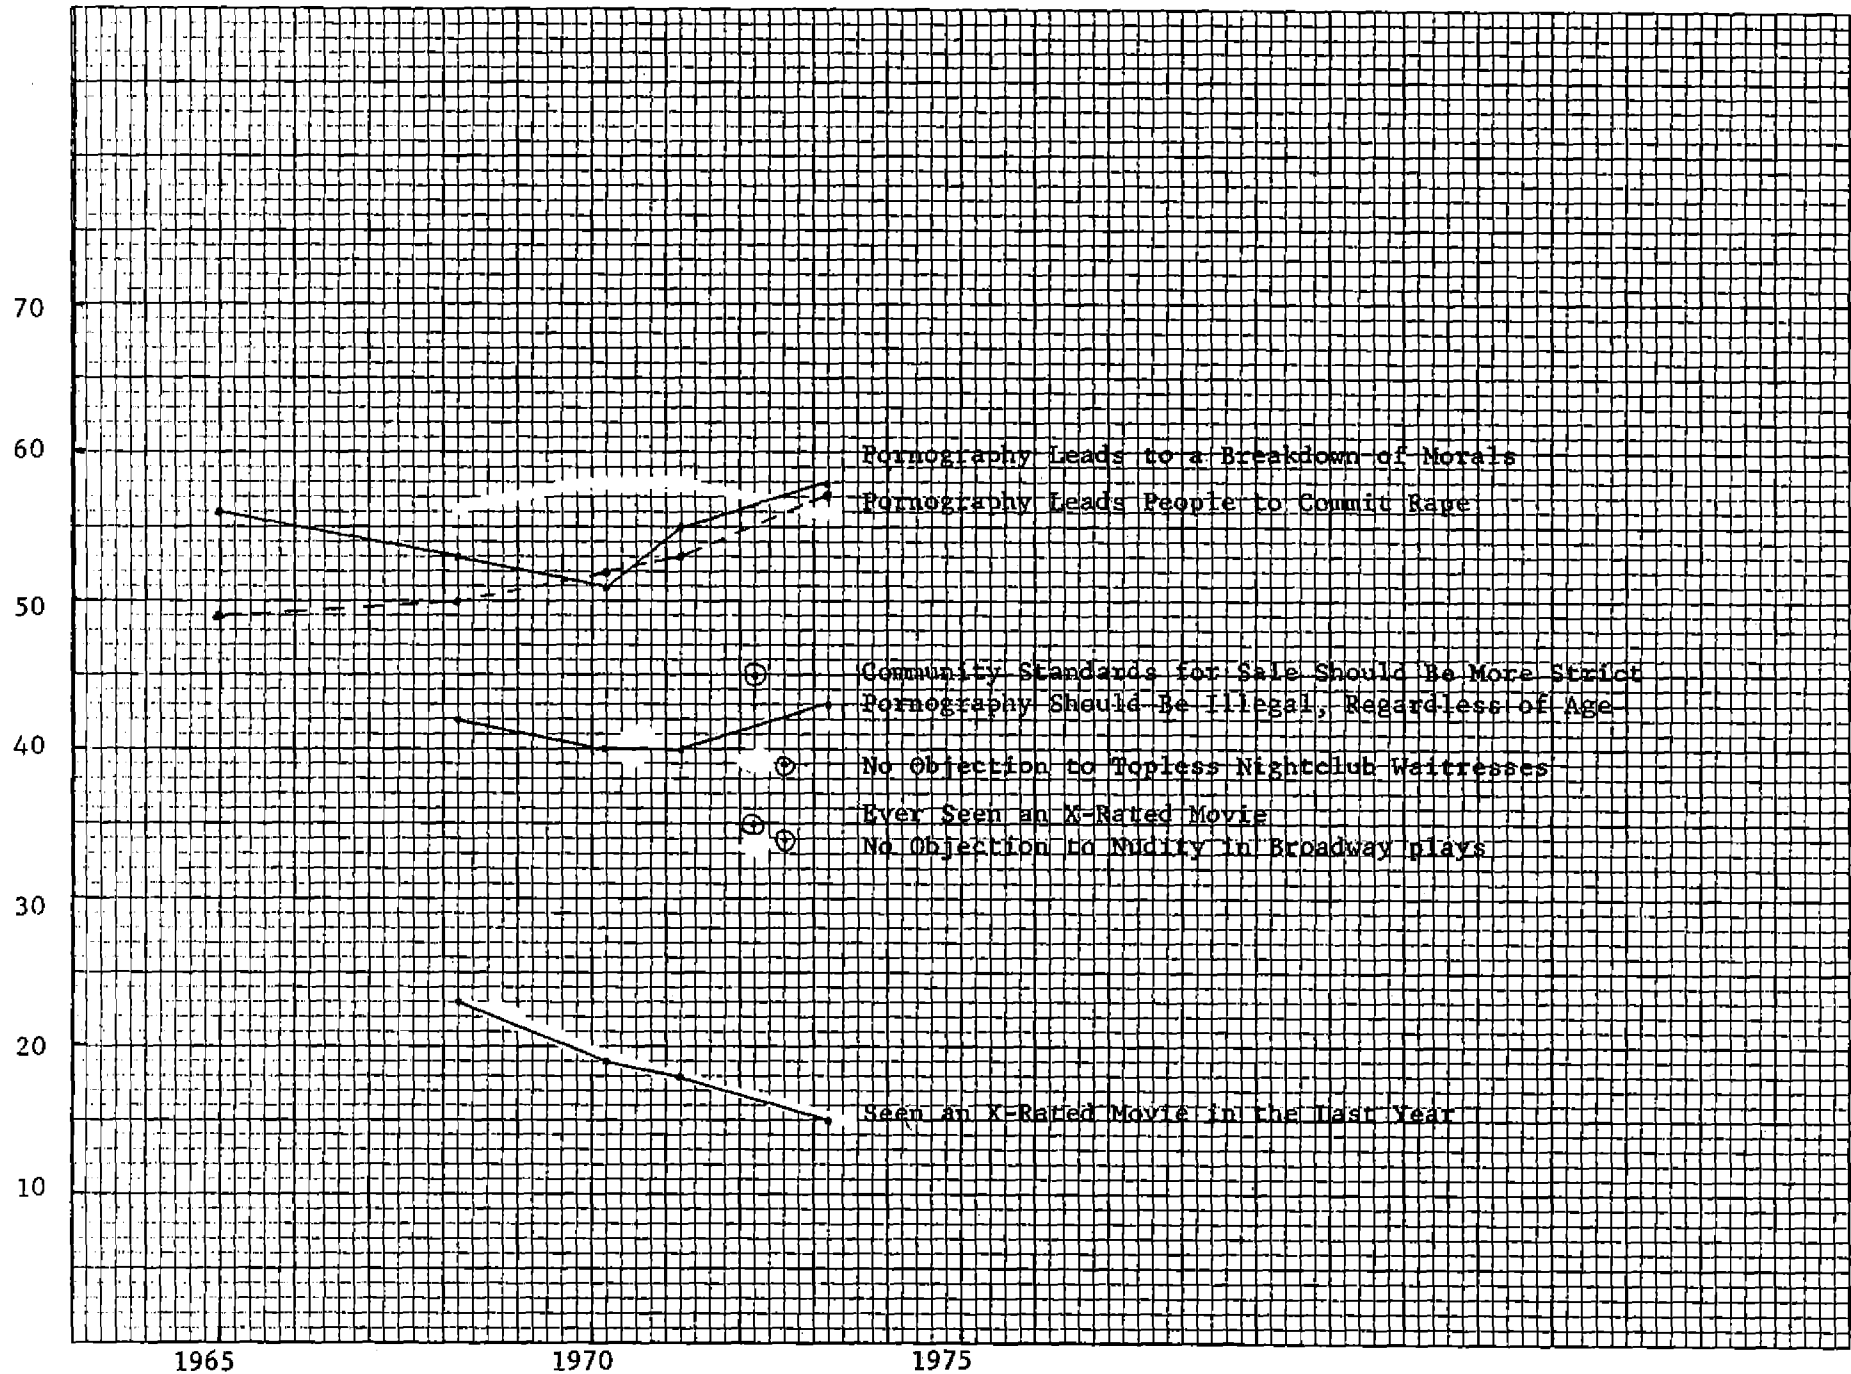 70
60
Pornography Leads to a Breakdown of Morals
Pornography Leads People to Commit Rape
50
Community Standards for Sale Should Be More Strict
Pornography Should Be Illegal, Regardless of Age
40
No Objection to Topless Nightclub Waitresses
Ever Seen an X-Rated Movie
No Objection to Nudity in Broadway plays
30
20
Seen an X-Rated Movie in the Last Year
10
1965 1970 1975